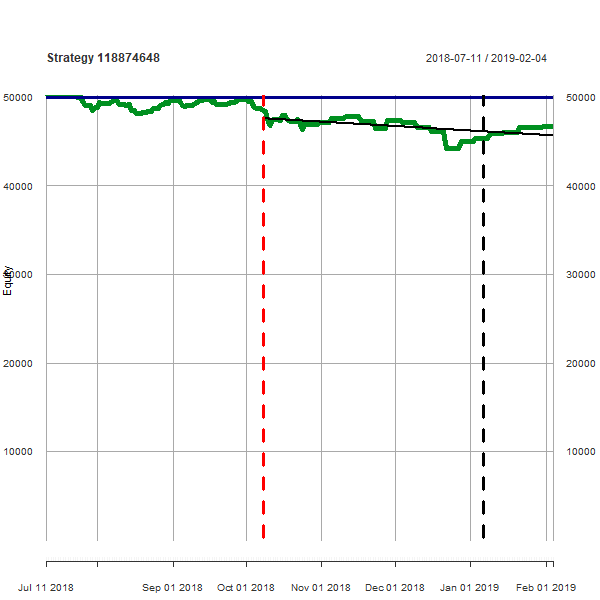 Strategy 118874648 2018-07-11 / 2019-02-04
50000 50000
40000 40000
Equity
30000 30000
20000 20000
10000 10000
Jul 11 2018 Sep 01 2018 Oct 01 2018 Nov 01 2018 Dec 01 2018 Jan 01 2019 Feb 01 2019